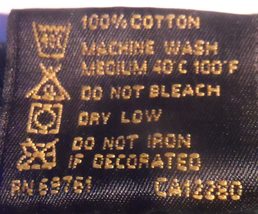 100% COTTON
MACHINE WASH
MEDIUM 40°C 100°F
DO NOT BLEACH
DRY LOW
DO NOT IRON
IF DECORATED
RN 69761 CA12280